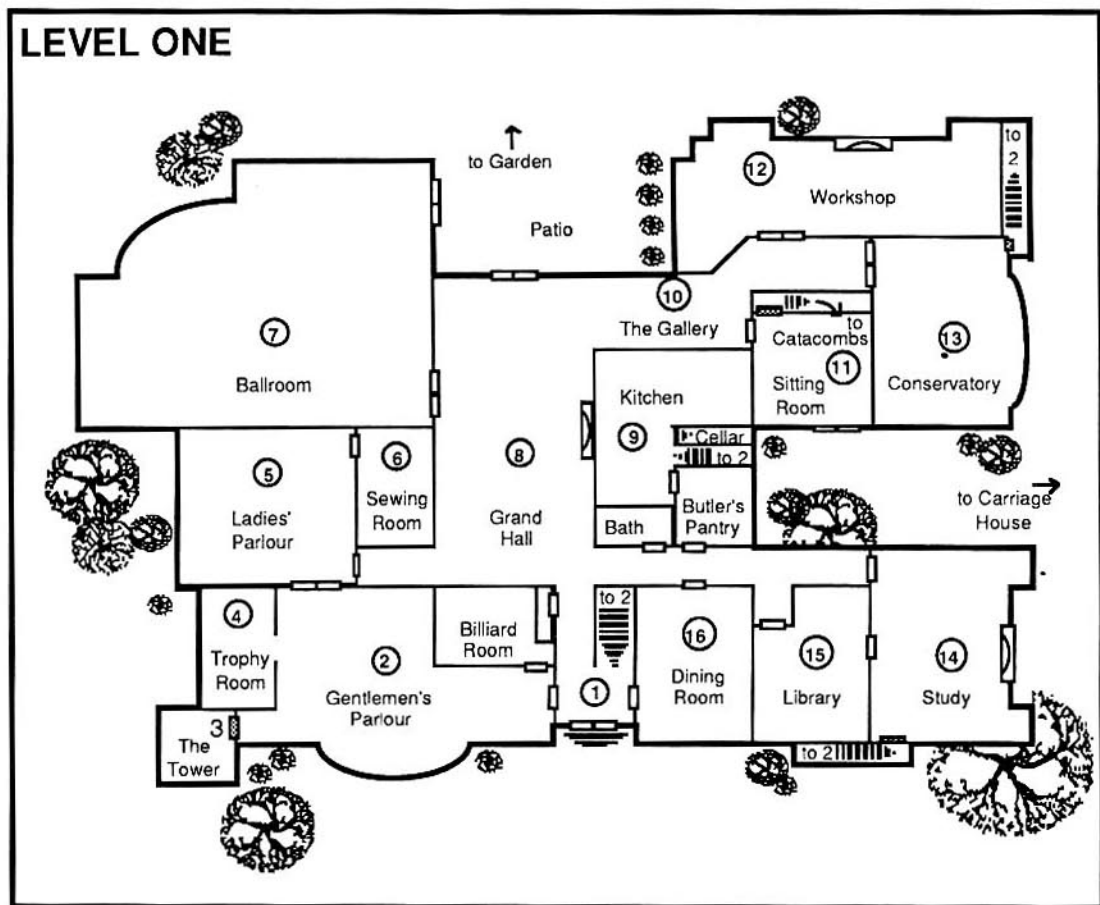 LEVEL ONE
to Garden
Patio
12
Workshop
to
2
10
The Gallery
7
Ballroom
to
Catacombs
11
Sitting
Room
13
Conservatory
Kitchen
9
Cellar
to 2
Butler's
Pantry
Bath
8
Grand
Hall
5
Ladies'
Parlour
6
Sewing
Room
to Carriage
House
4
Trophy
Room
3
The
Tower
2
Gentlemen's
Parlour
Billiard
Room
to 2
1
16
Dining
Room
15
Library
14
Study
to 2